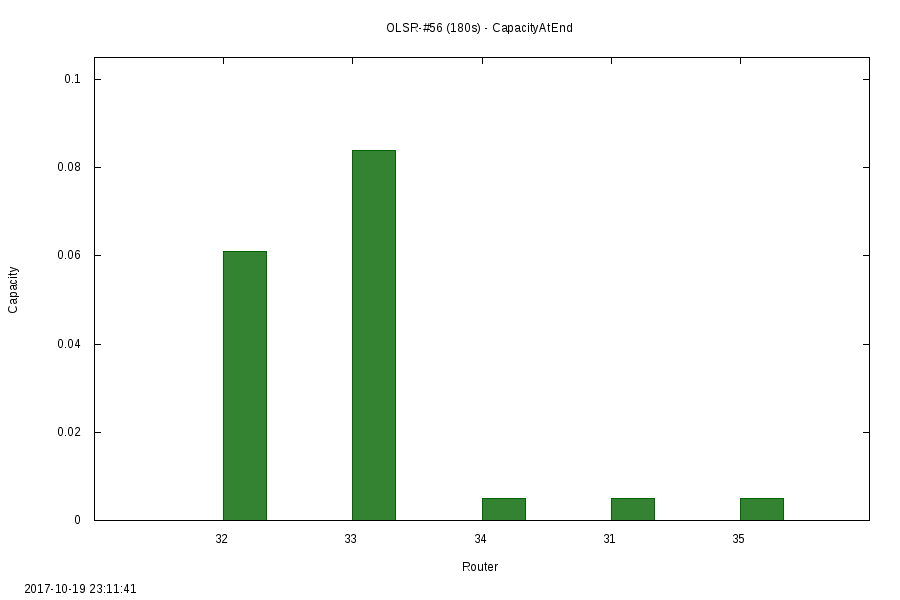 OLSR-#56 (180s) - CapacityAtEnd
0.1
0.08
0.06
0.04
0.02
0
Capacity
32 33 34 31 35
Router
2017-10-19 23:11:41